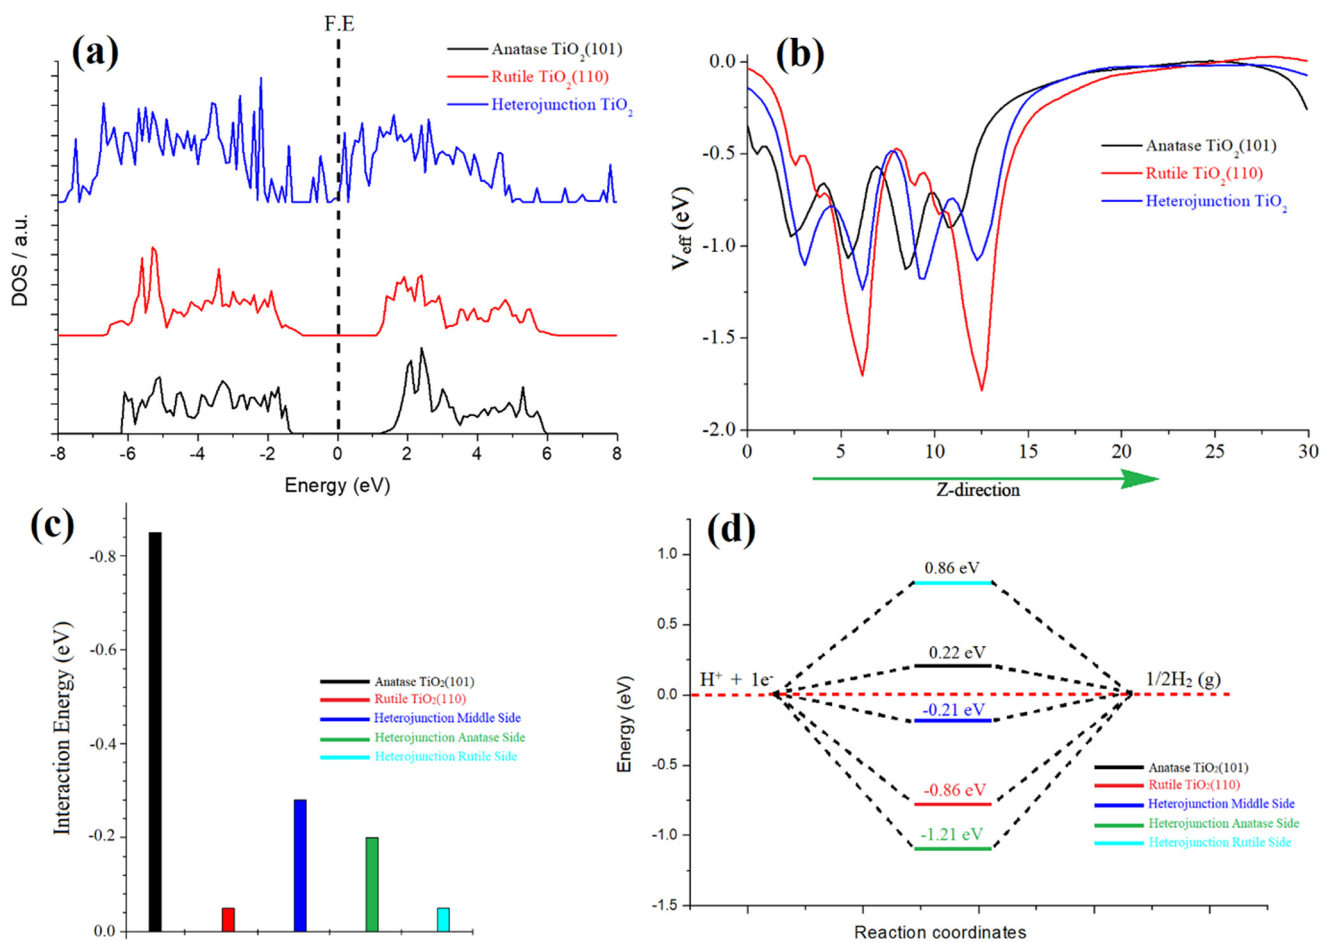 (a)
F.E
Anatase TiO2(101)
Rutile TiO2(110)
Heterojunction TiO2
DOS / a.u.
-8 -6 -4 -2 0 2 4 6 8
Energy (eV)
(b)
0.0
-0.5
-1.0
-1.5
-2.0
Veff (eV)
Anatase TiO2(101)
Rutile TiO2(110)
Heterojunction TiO2
0 5 10 15 20 25 30
Z-direction
(c)
-0.8
-0.6
-0.4
-0.2
0.0
Interaction Energy (eV)
Anatase TiO2(101)
Rutile TiO2(110)
Heterojunction Middle Side
Heterojunction Anatase Side
Heterojunction Rutile Side
(d)
1.0
0.5
0.0
-0.5
-1.0
-1.5
Energy (eV)
0.86 eV
0.22 eV
H+ + 1e-
1/2H2 (g)
-0.21 eV
-0.86 eV
-1.21 eV
Anatase TiO2(101)
Rutile TiO2(110)
Heterojunction Middle Side
Heterojunction Anatase Side
Heterojunction Rutile Side
Reaction coordinates